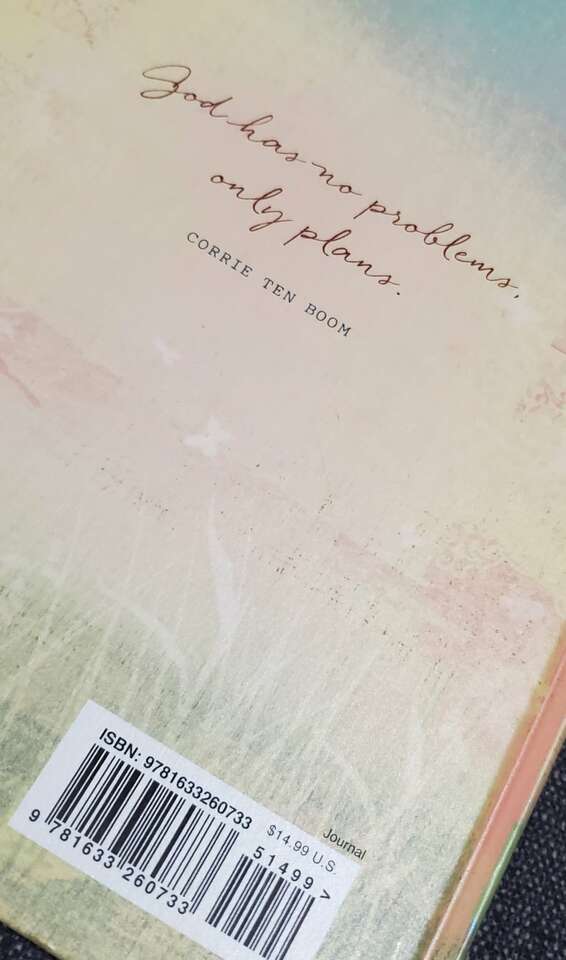 God has no problems,
only plans.
CORRIE TEN BOOM
ISBN: 9781633260733
$14.99 U.S.
Journal
51499>
9 781633 260733